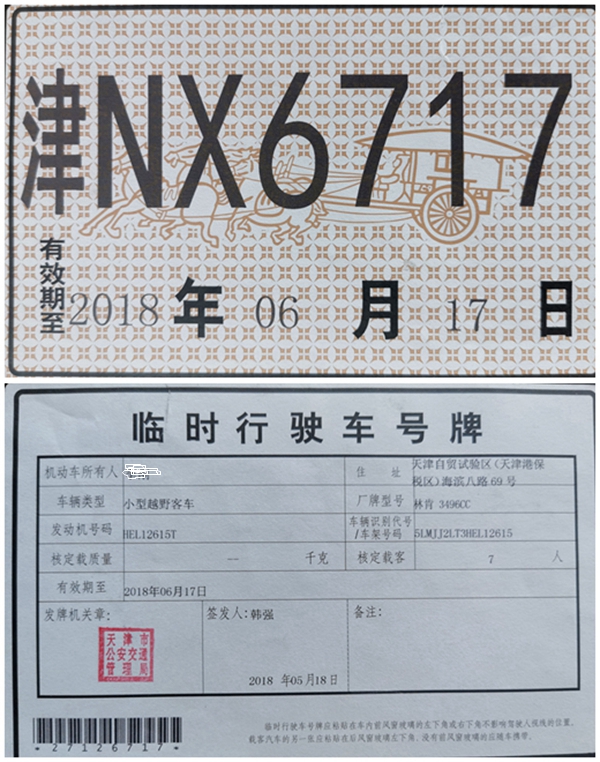 津NX6717
有效期至2018年06月17日
临时行驶车号牌
机动车所有人 住 址 天津自贸试验区(天津港保
税区)海滨八路69号
车辆类型 小型越野客车 厂牌型号 林肯 3496CC
发动机号码 HEL12615T 车辆识别代号
/车架号码 5LMJJ2LT3HEL12615
核定载质量 — 千克 核定载客 7 人
有效期至 2018年06月17日
发牌机关章: 签发人:韩强 备注:
天津市
公安交通
管理局
2018 年05月18日
临时行驶车号牌应粘贴在车内前风窗玻璃的左下角或右下角不影响驾驶人视线的位置。
载客汽车的另一张应粘贴在后风窗玻璃左下角,没有前风窗玻璃的应随车携带。
*27126717*